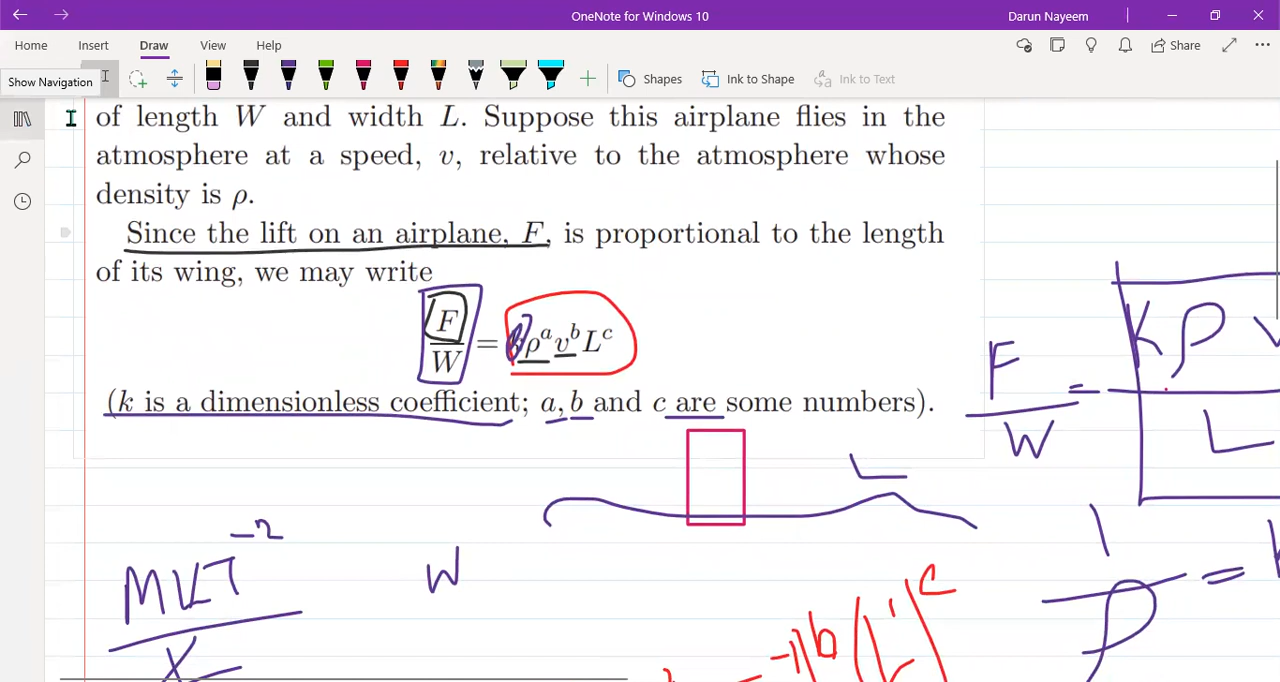 OneNote for Windows 10
Darun Nayeem
Home Insert Draw View Help
Share
Show Navigation
Shapes
Ink to Shape
Ink to Text
of length W and width L. Suppose this airplane flies in the
atmosphere at a speed, v, relative to the atmosphere whose
density is ρ.
Since the lift on an airplane, F, is proportional to the length
of its wing, we may write
F/W = kρᵃvᵇLᶜ
(k is a dimensionless coefficient; a, b and c are some numbers).
F/W = Kρ V
L
L
MLT⁻²
W